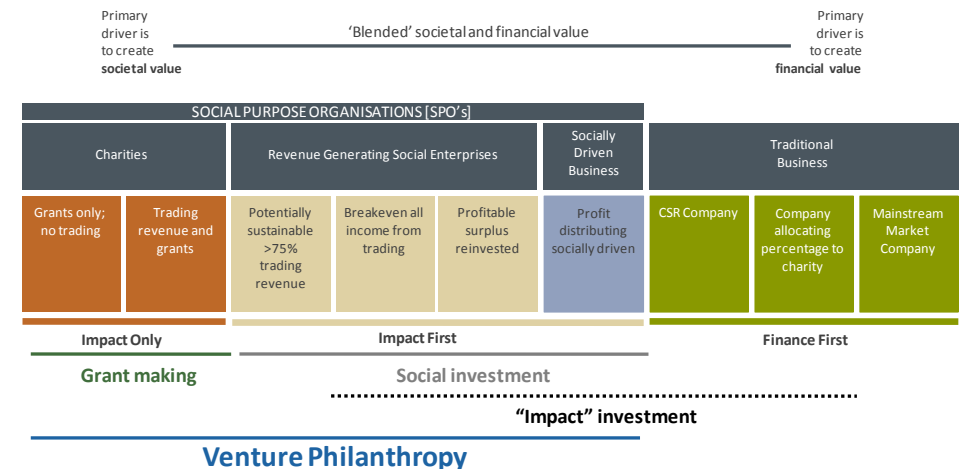 Primary
driver is
to create
societal value
'Blended' societal and financial value
Primary
driver is
to create
financial value
SOCIAL PURPOSE ORGANISATIONS [SPO's]
Charities
Revenue Generating Social Enterprises
Socially
Driven
Business
Traditional
Business
Grants only;
no trading
Trading
revenue and
grants
Potentially
sustainable
>75%
trading
revenue
Breakeven all
income from
trading
Profitable
surplus
reinvested
Profit
distributing
socially driven
CSR Company
Company
allocating
percentage to
charity
Mainstream
Market
Company
Impact Only
Impact First
Finance First
Grant making
Social investment
"Impact" investment
Venture Philanthropy